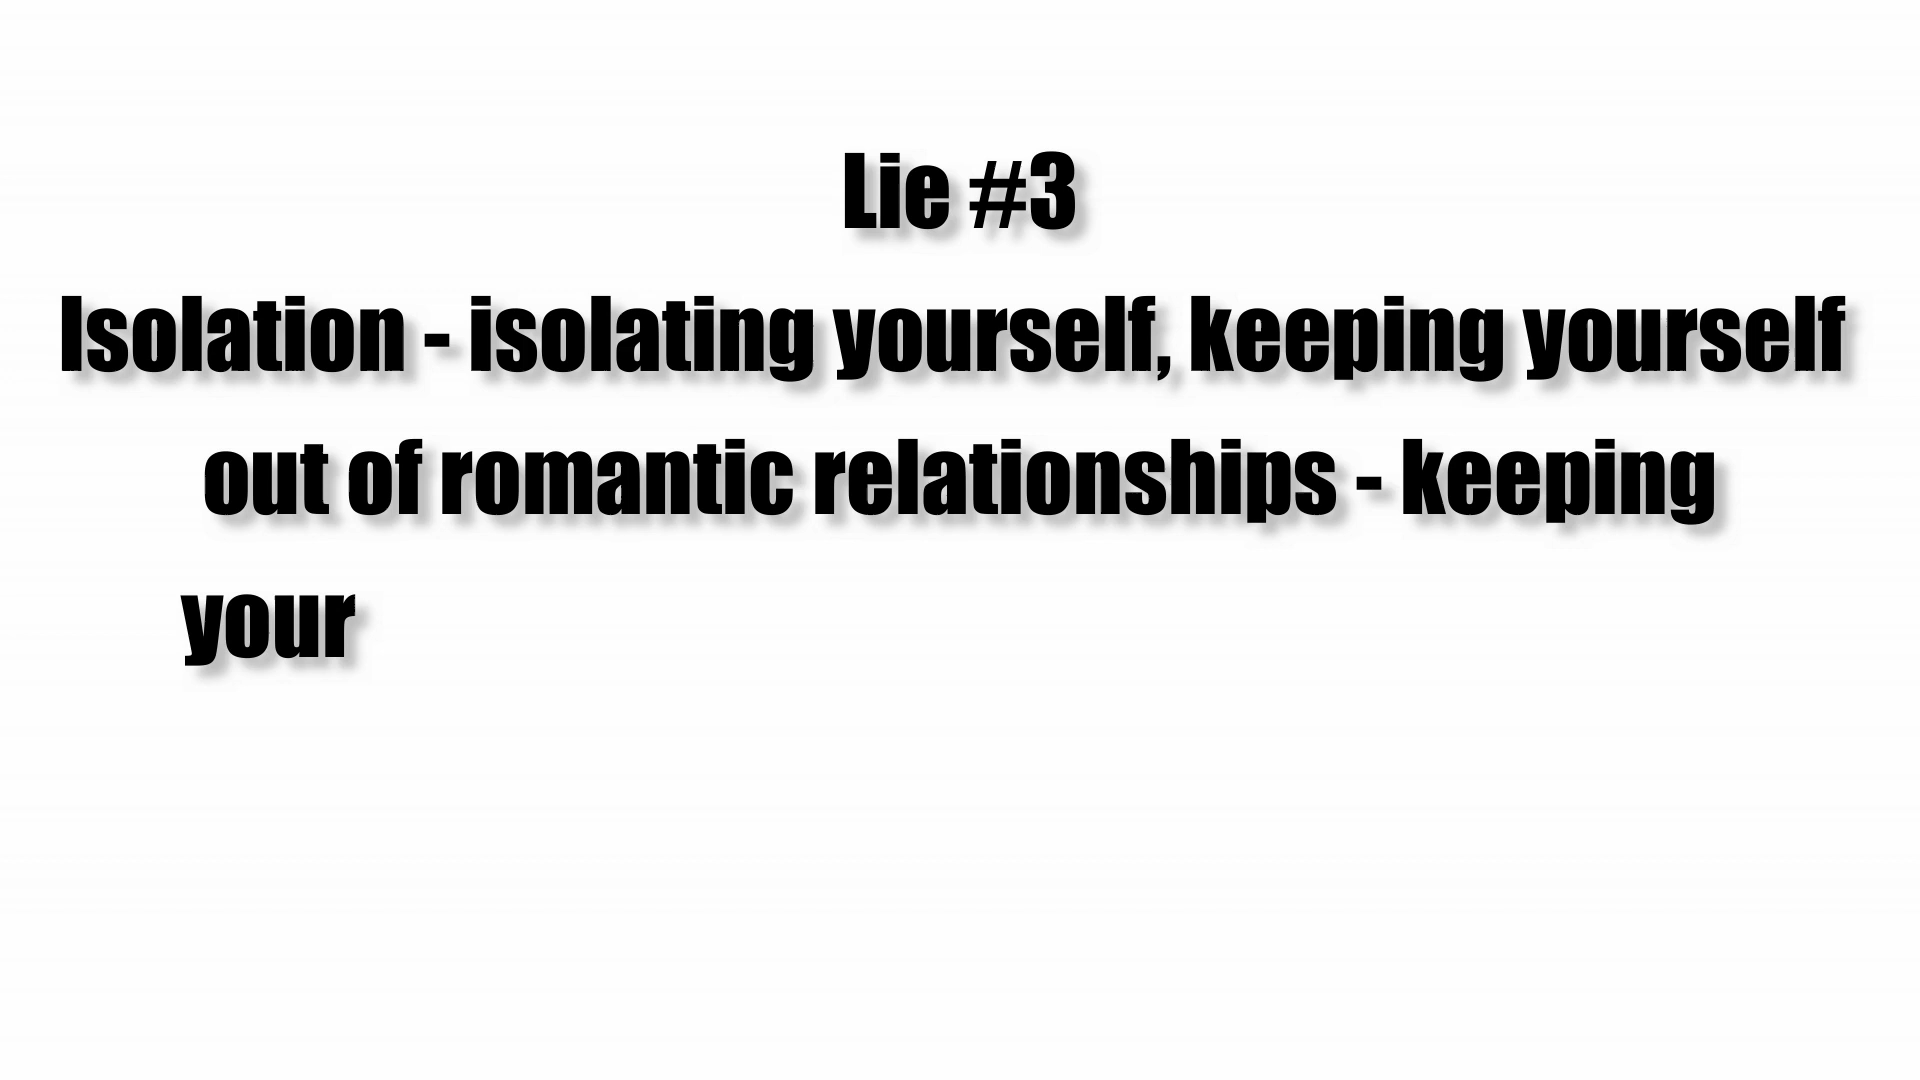 Lie #3
Isolation - isolating yourself, keeping yourself
out of romantic relationships - keeping
your